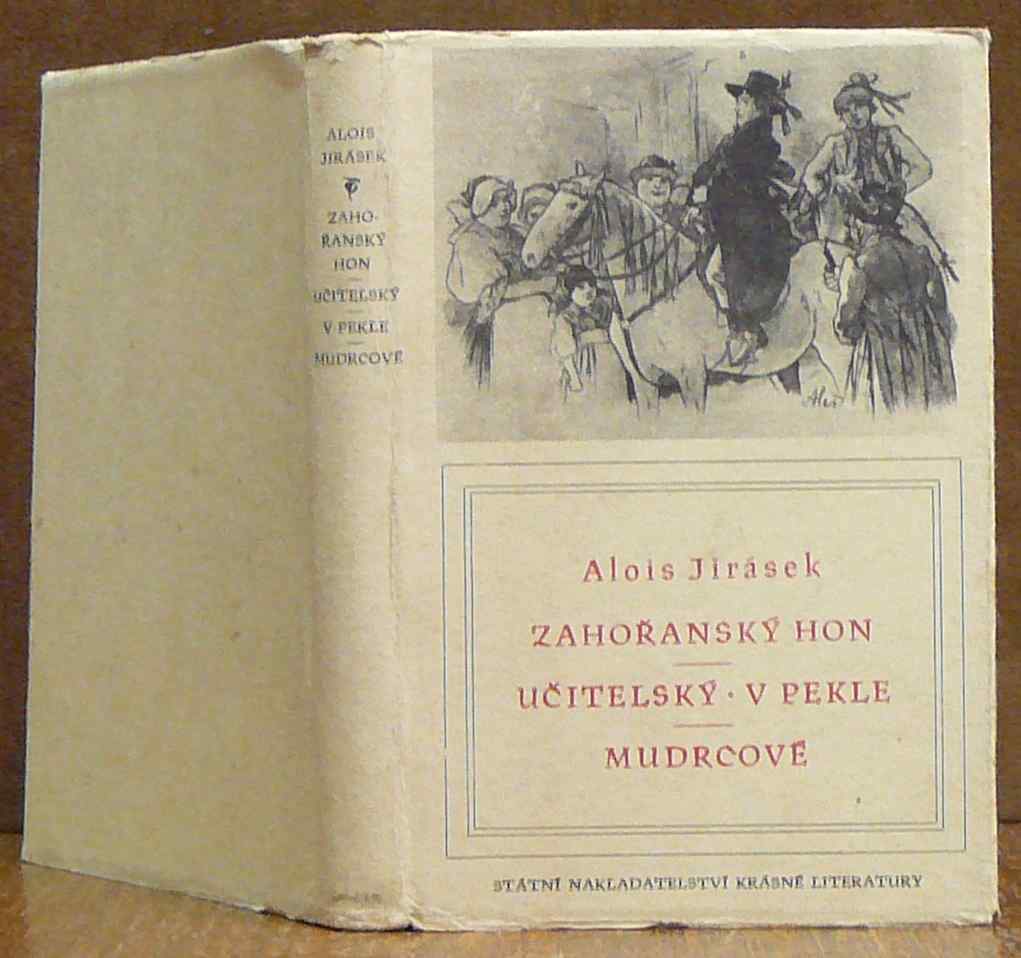 ALOIS
JIRÁSEK
ZAHO-
ŘANSKÝ
HON
UČITELSKÝ
V PEKLE
MUDRCOVÉ
Aleš
Alois Jirásek
ZAHOŘANSKÝ HON
UČITELSKÝ · V PEKLE
MUDRCOVÉ
STÁTNÍ NAKLADATELSTVÍ KRÁSNÉ LITERATURY